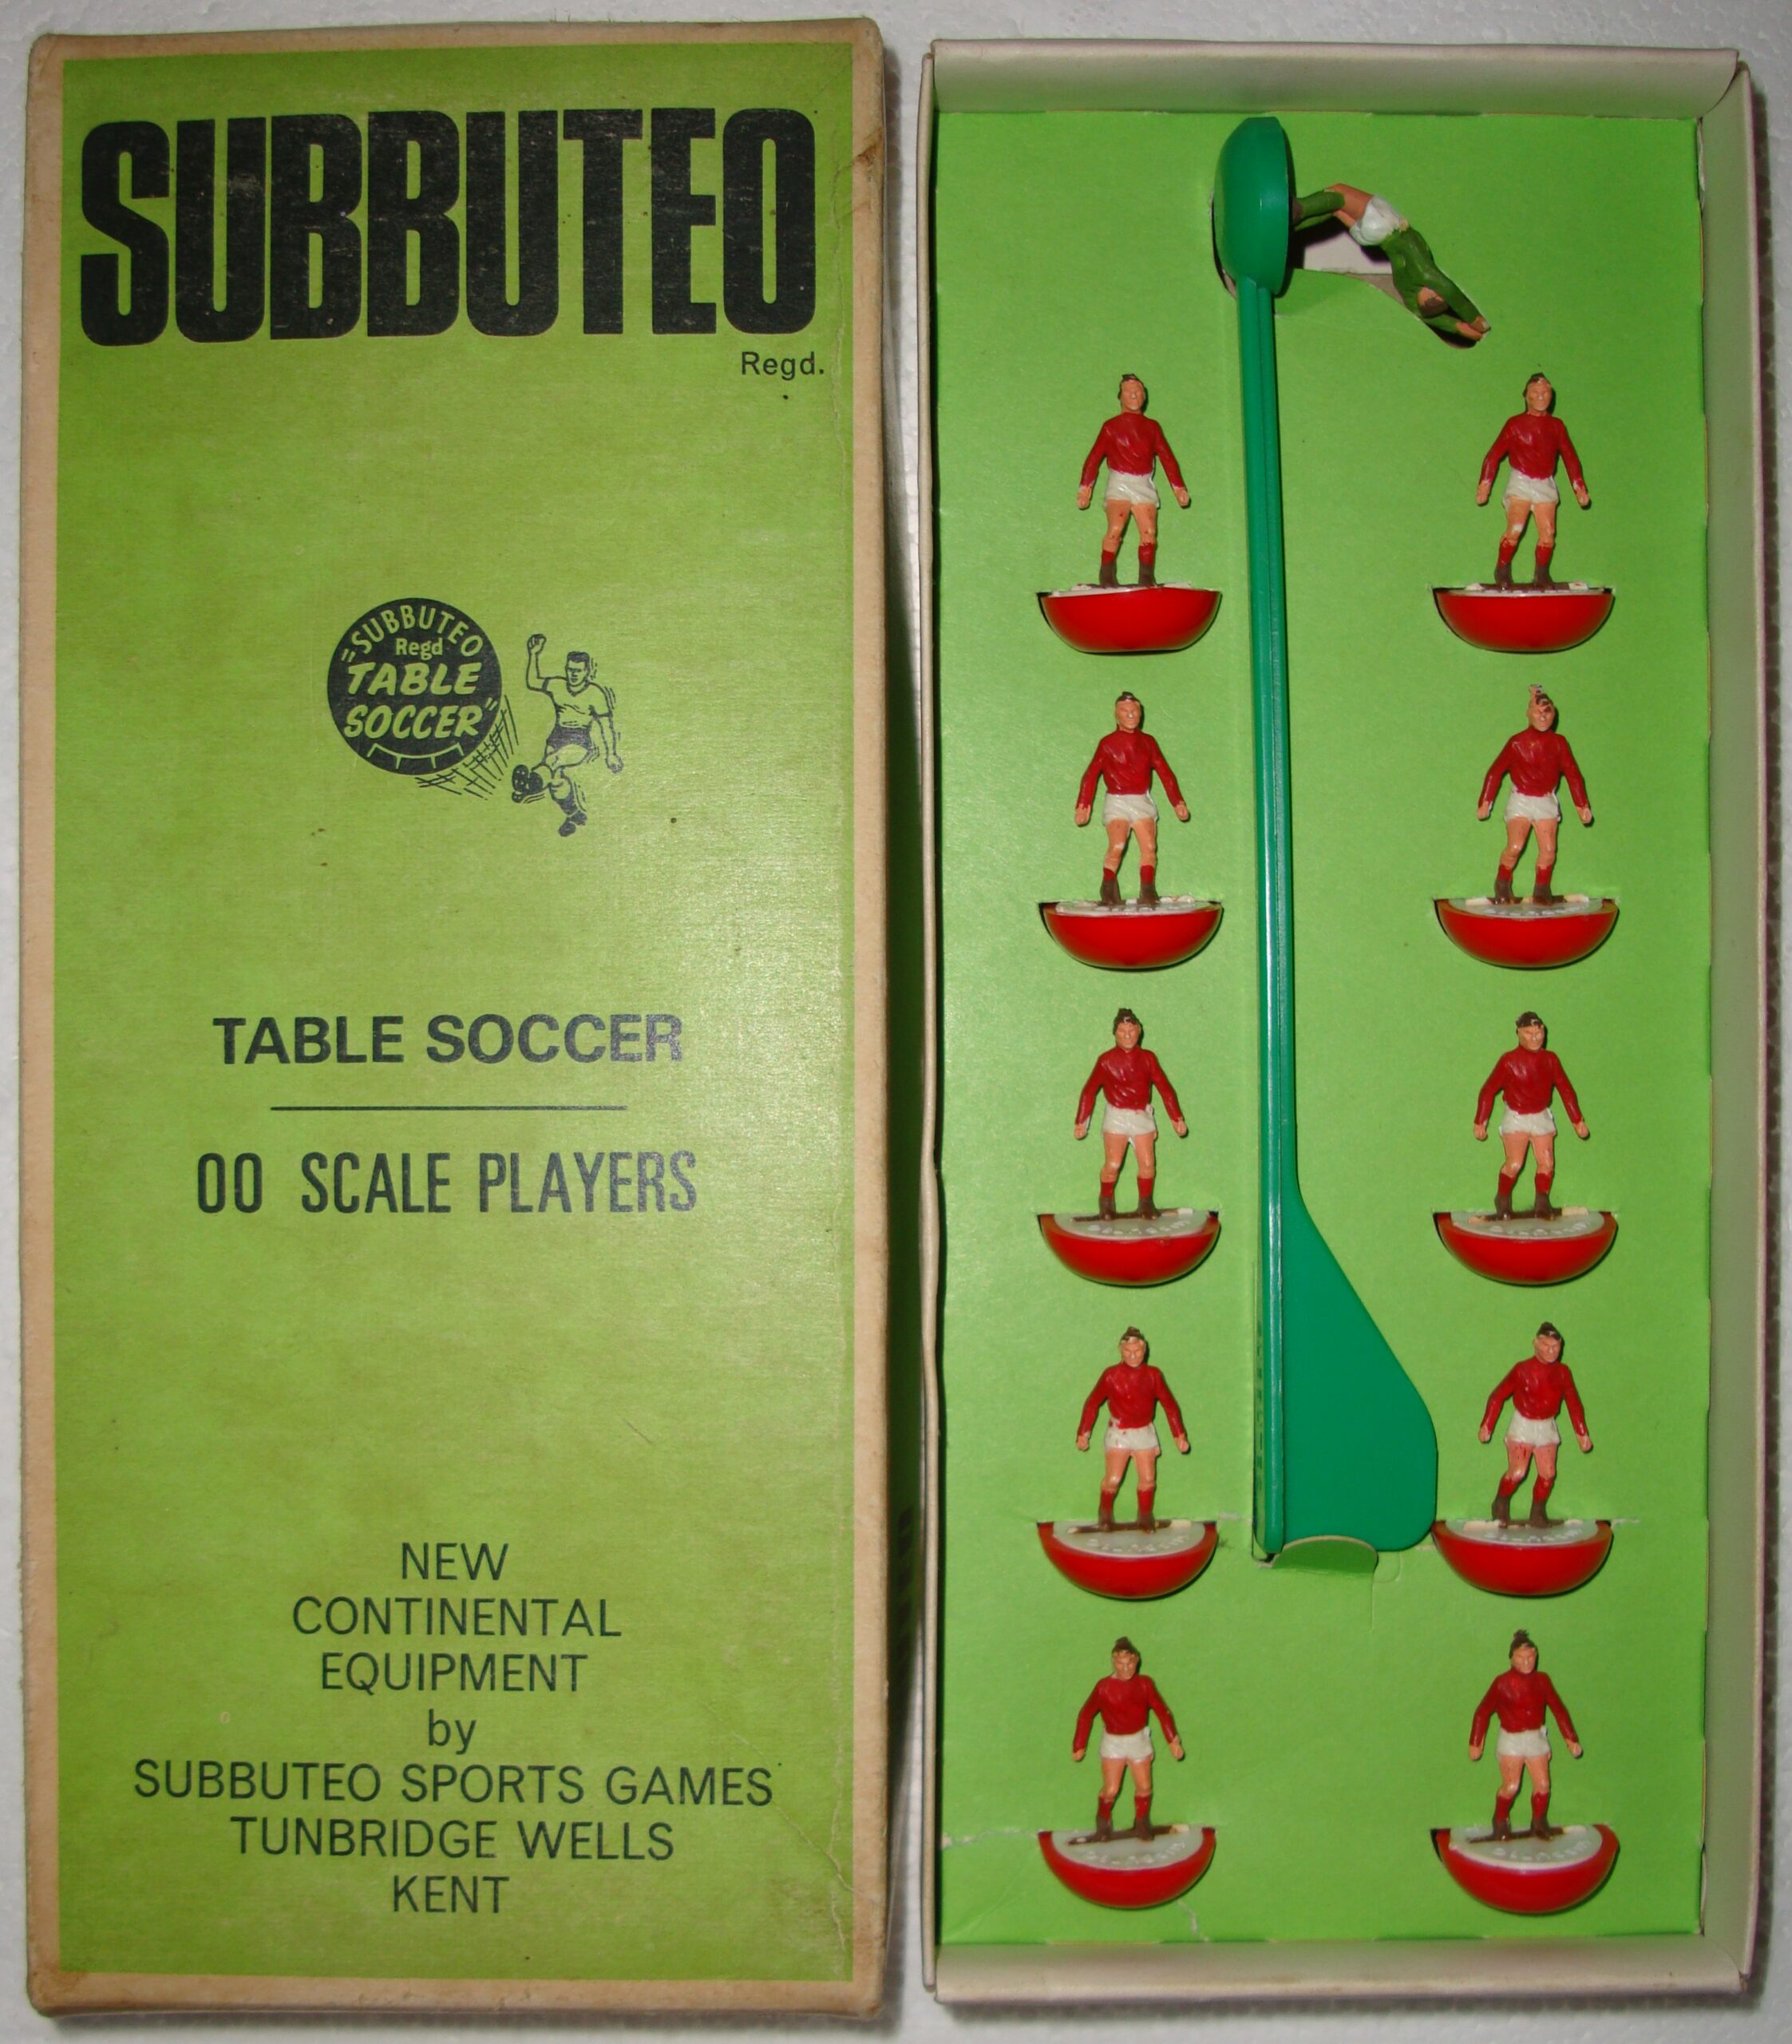 SUBBUTEO
Regd.
"SUBBUTEO
Regd
TABLE
SOCCER"
TABLE SOCCER
00 SCALE PLAYERS
NEW
CONTINENTAL
EQUIPMENT
by
SUBBUTEO SPORTS GAMES
TUNBRIDGE WELLS
KENT